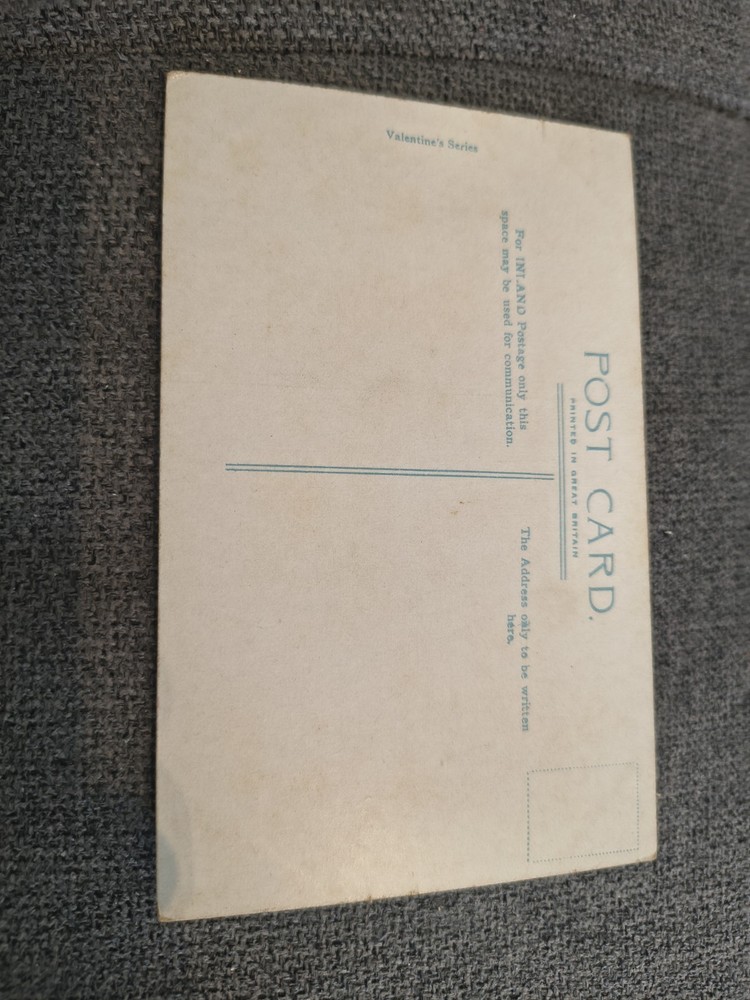 POST CARD.
PRINTED IN GREAT BRITAIN
For INLAND Postage only this
space may be used for communication.
The Address only to be written
here.
Valentine's Series